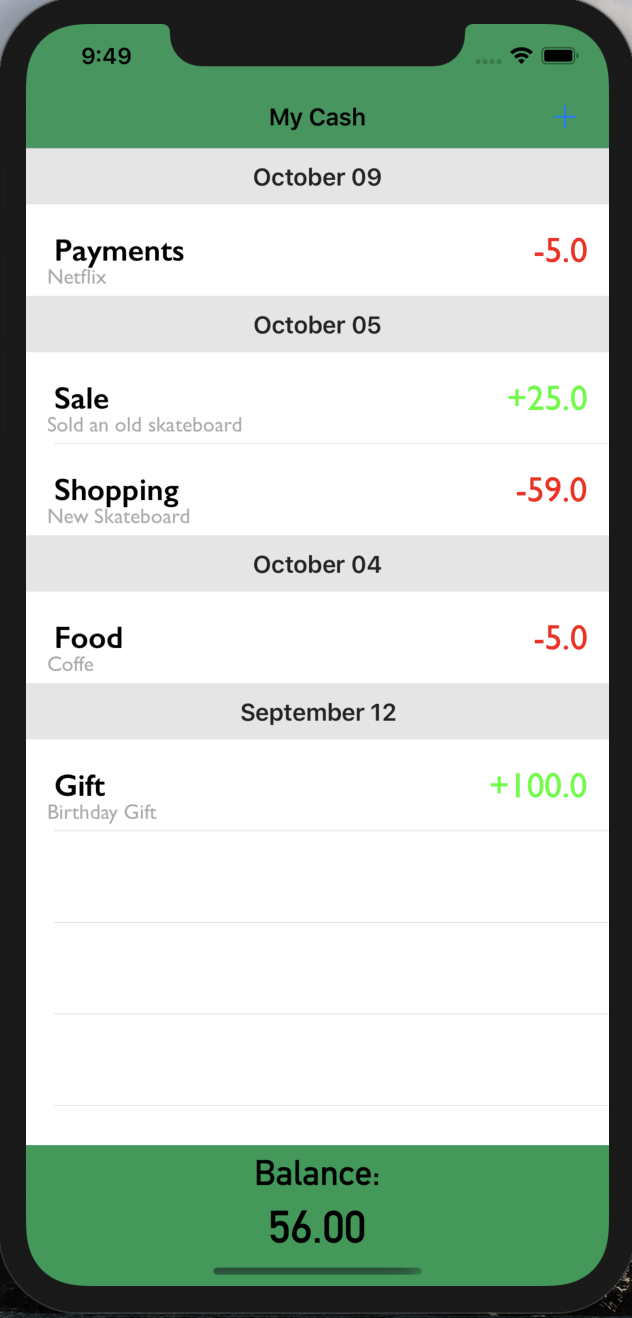 9:49
My Cash +
October 09
Payments -5.0
Netflix
October 05
Sale +25.0
Sold an old skateboard
Shopping -59.0
New Skateboard
October 04
Food -5.0
Coffe
September 12
Gift +100.0
Birthday Gift
Balance:
56.00